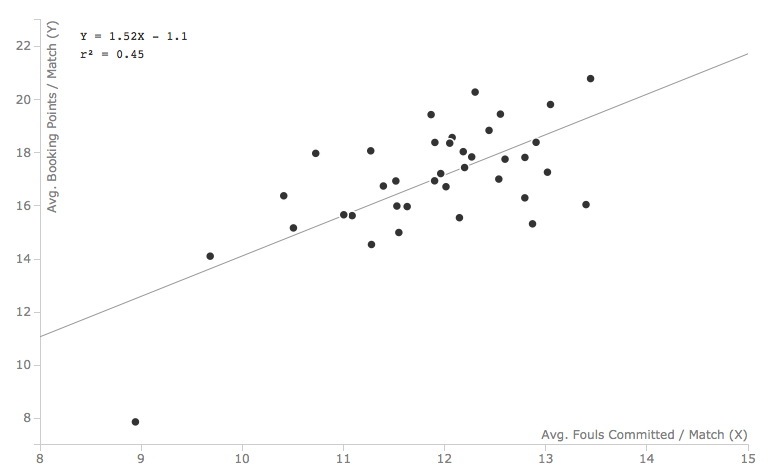 Y = 1.52X − 1.1
r² = 0.45
Avg. Booking Points / Match (Y)
22
20
18
16
14
12
10
8
Avg. Fouls Committed / Match (X)
8 9 10 11 12 13 14 15